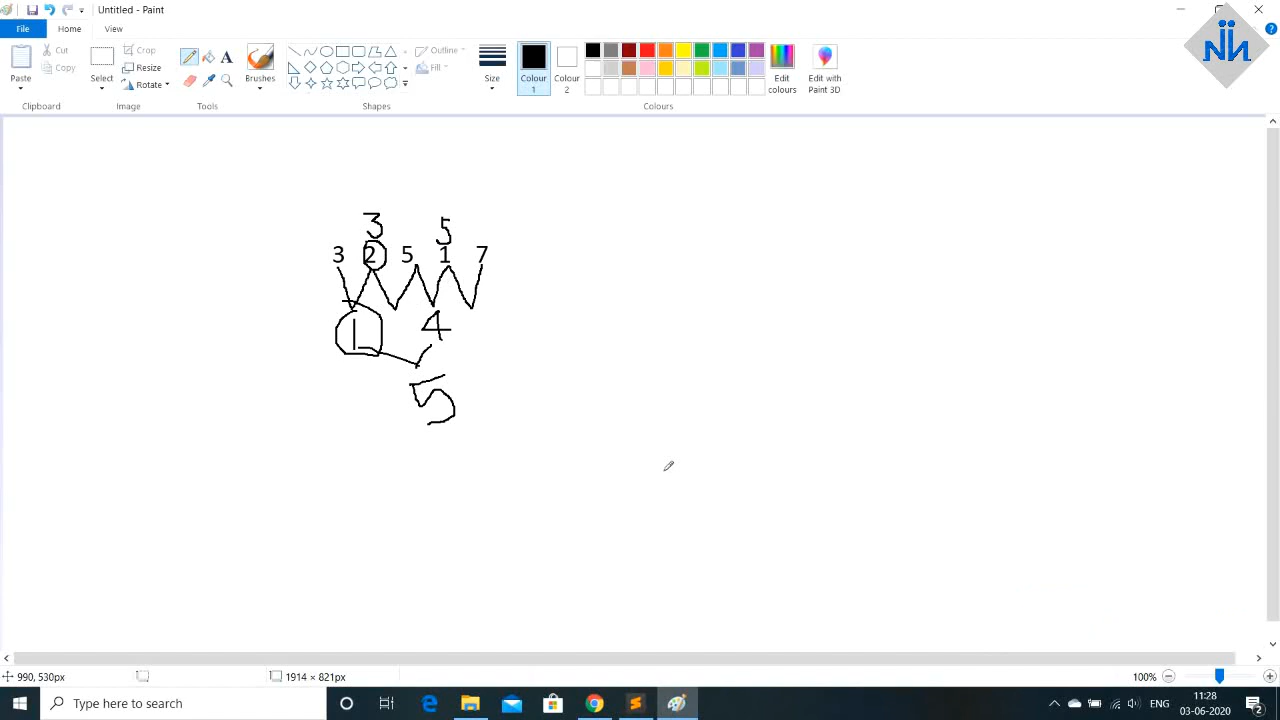 Untitled - Paint
File Home View
Paste
Cut
Copy
Clipboard
Select
Crop
Resize
Rotate
Image
Tools
Brushes
Shapes
Outline
Fill
Size
Colour 1
Colour 2
Colours
Edit colours
Edit with Paint 3D
3 5
3 2 5 1 7
1 4
5
990, 530px
1914 × 821px
100%
Type here to search
ENG
11:28
03-06-2020
2